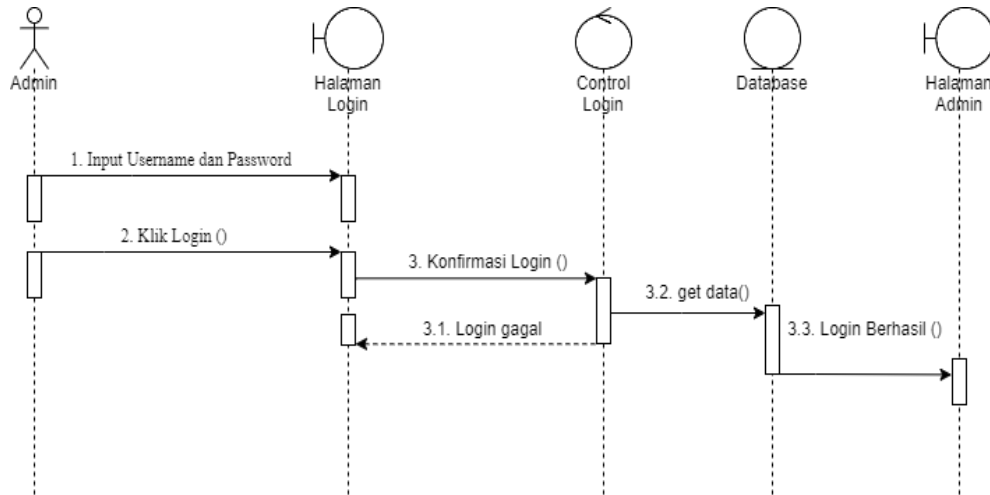 Admin
Halaman
Login
Control
Login
Database
Halaman
Admin
1. Input Username dan Password
2. Klik Login ()
3. Konfirmasi Login ()
3.2. get data()
3.1. Login gagal
3.3. Login Berhasil ()